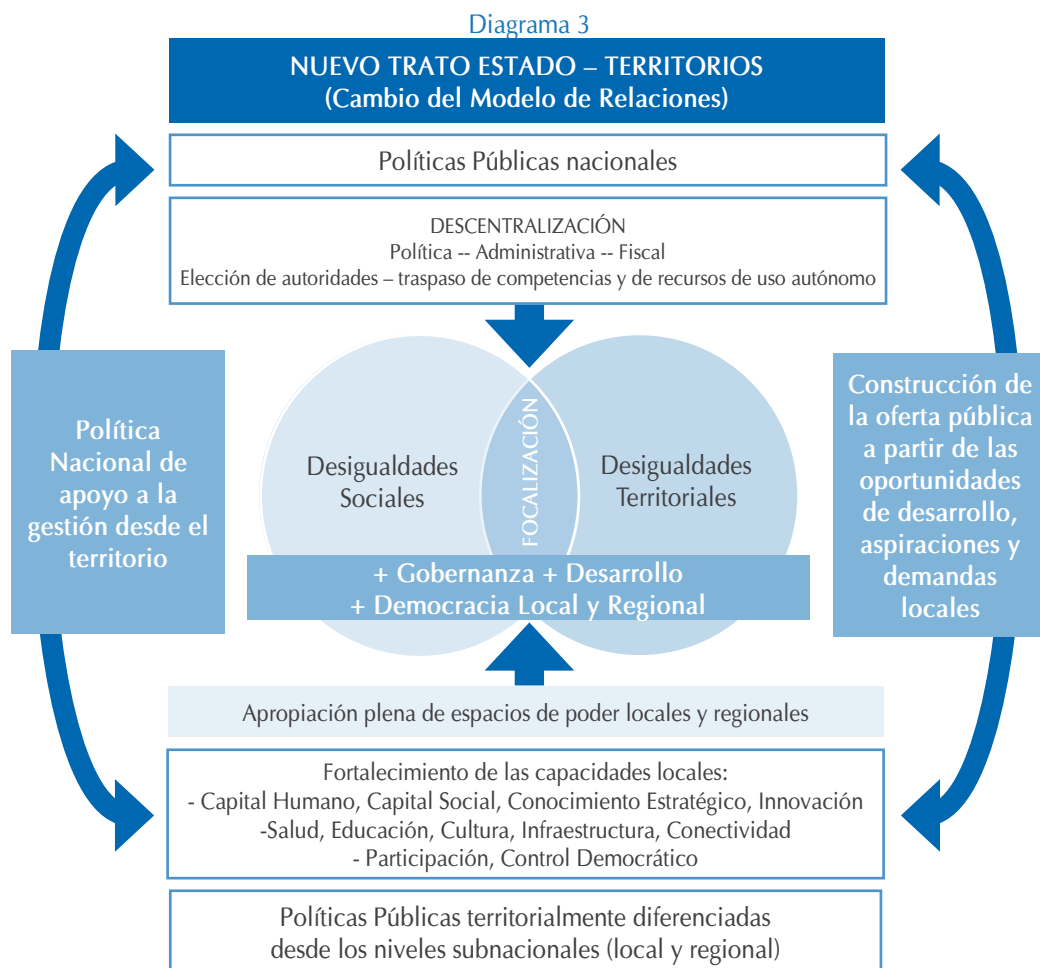 Diagrama 3
NUEVO TRATO ESTADO – TERRITORIOS
(Cambio del Modelo de Relaciones)
Políticas Públicas nacionales
DESCENTRALIZACIÓN
Política -- Administrativa -- Fiscal
Elección de autoridades – traspaso de competencias y de recursos de uso autónomo
Política
Nacional de
apoyo a la
gestión desde el
territorio
Desigualdades
Sociales
FOCALIZACIÓN
Desigualdades
Territoriales
Construcción de
la oferta pública
a partir de las
oportunidades
de desarrollo,
aspiraciones y
demandas
locales
+ Gobernanza + Desarrollo
+ Democracia Local y Regional
Apropiación plena de espacios de poder locales y regionales
Fortalecimiento de las capacidades locales:
- Capital Humano, Capital Social, Conocimiento Estratégico, Innovación
-Salud, Educación, Cultura, Infraestructura, Conectividad
- Participación, Control Democrático
Políticas Públicas territorialmente diferenciadas
desde los niveles subnacionales (local y regional)